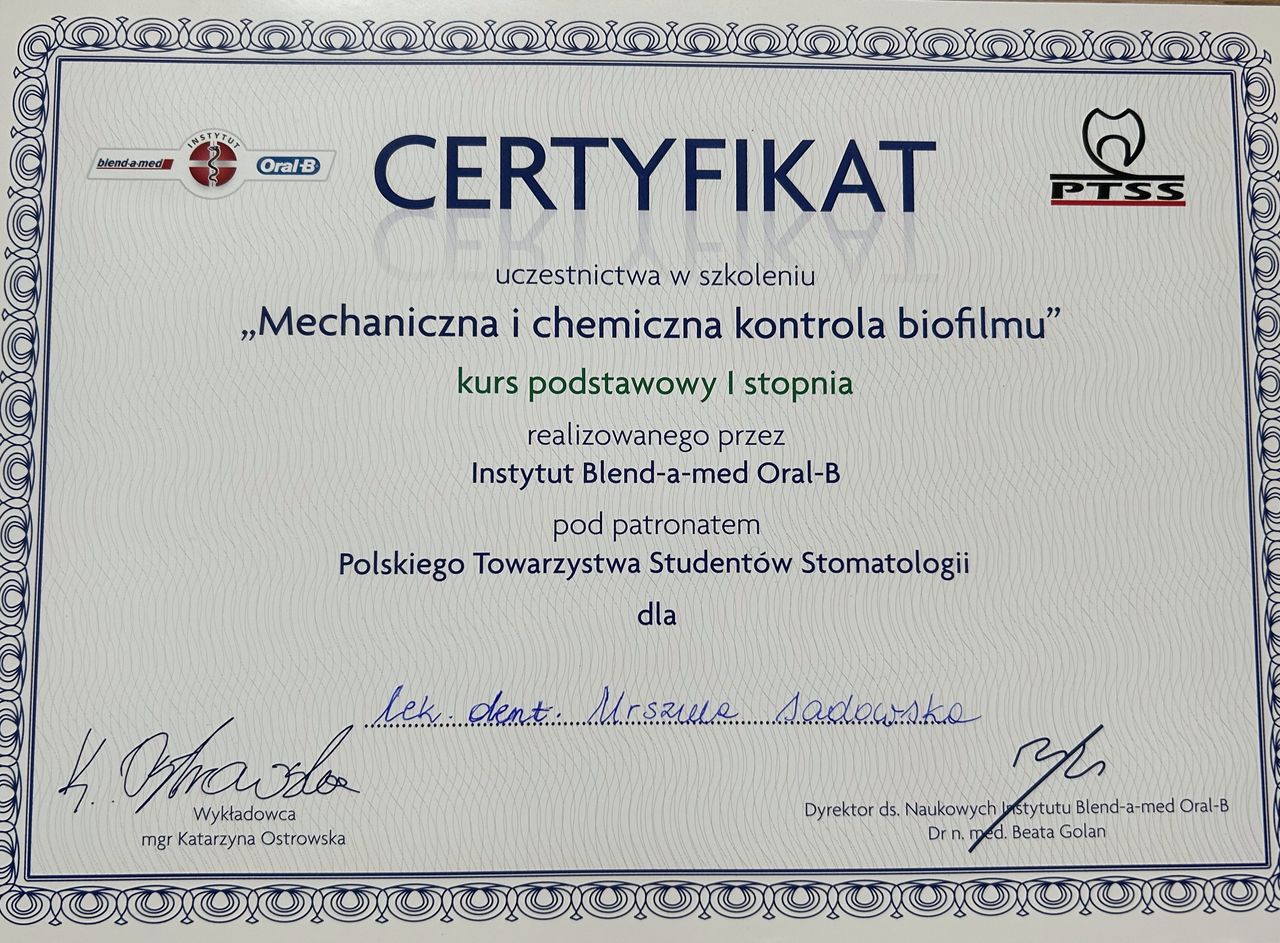 blend-a-med INSTYTUT Oral-B
CERTYFIKAT
PTSS
uczestnictwa w szkoleniu
„Mechaniczna i chemiczna kontrola biofilmu”
kurs podstawowy I stopnia
realizowanego przez
Instytut Blend-a-med Oral-B
pod patronatem
Polskiego Towarzystwa Studentów Stomatologii
dla
lek. dent. Urszula Sadowska
K. Ostrowska
Wykładowca
mgr Katarzyna Ostrowska
Dyrektor ds. Naukowych Instytutu Blend-a-med Oral-B
Dr n. med. Beata Golan